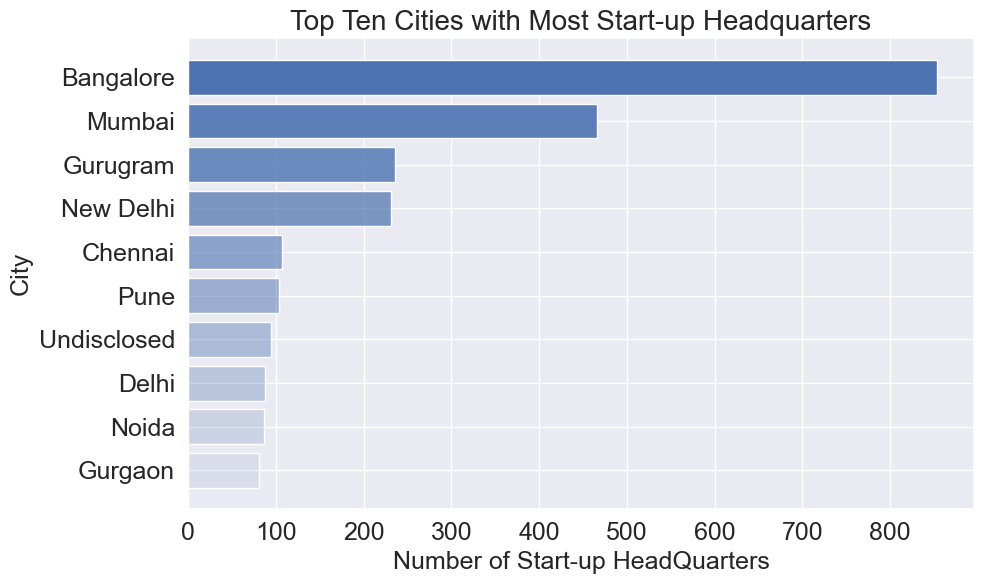 Top Ten Cities with Most Start-up Headquarters
City
Bangalore
Mumbai
Gurugram
New Delhi
Chennai
Pune
Undisclosed
Delhi
Noida
Gurgaon
0 100 200 300 400 500 600 700 800
Number of Start-up HeadQuarters